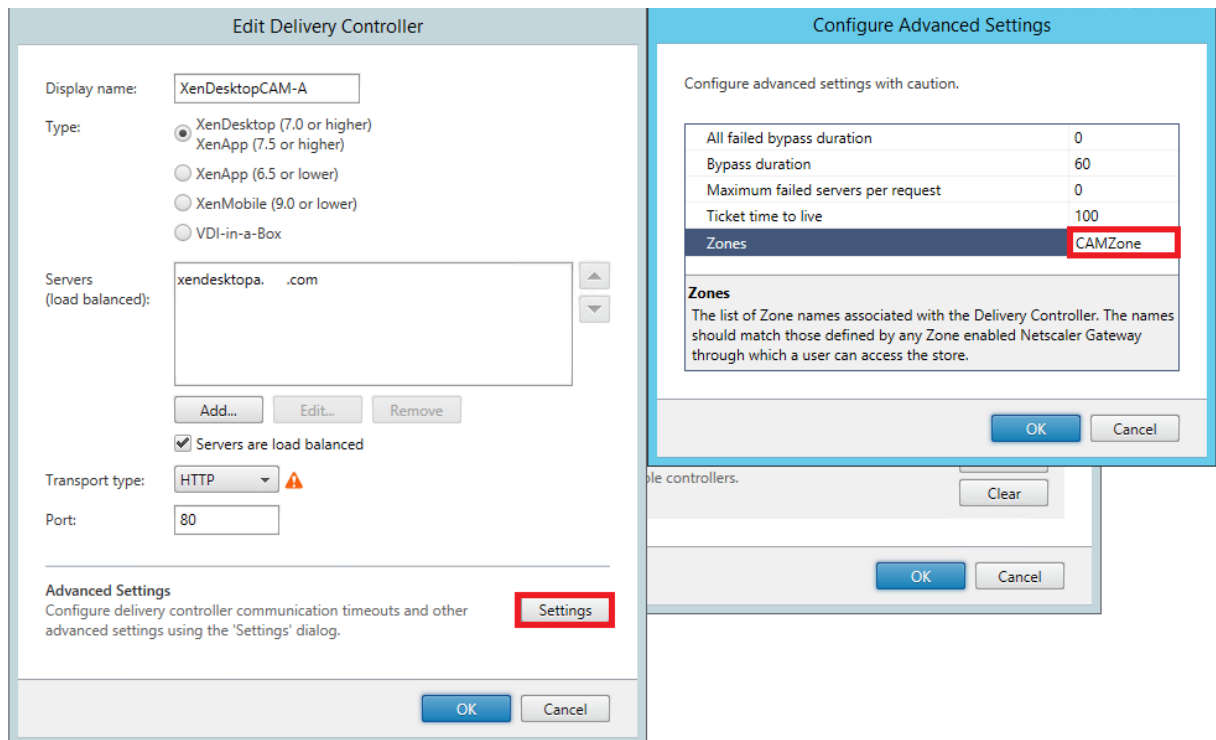 Edit Delivery Controller
Display name:
XenDesktopCAM-A
Type:
XenDesktop (7.0 or higher)
XenApp (7.5 or higher)
XenApp (6.5 or lower)
XenMobile (9.0 or lower)
VDI-in-a-Box
Servers
(load balanced):
xendesktopa. .com
Add...
Edit...
Remove
Servers are load balanced
Transport type:
HTTP
Port:
80
Advanced Settings
Configure delivery controller communication timeouts and other
advanced settings using the 'Settings' dialog.
Settings
OK
Cancel
Configure Advanced Settings
Configure advanced settings with caution.
All failed bypass duration 0
Bypass duration 60
Maximum failed servers per request 0
Ticket time to live 100
Zones CAMZone
Zones
The list of Zone names associated with the Delivery Controller. The names
should match those defined by any Zone enabled Netscaler Gateway
through which a user can access the store.
OK
Cancel
controllers.
Clear
OK
Cancel